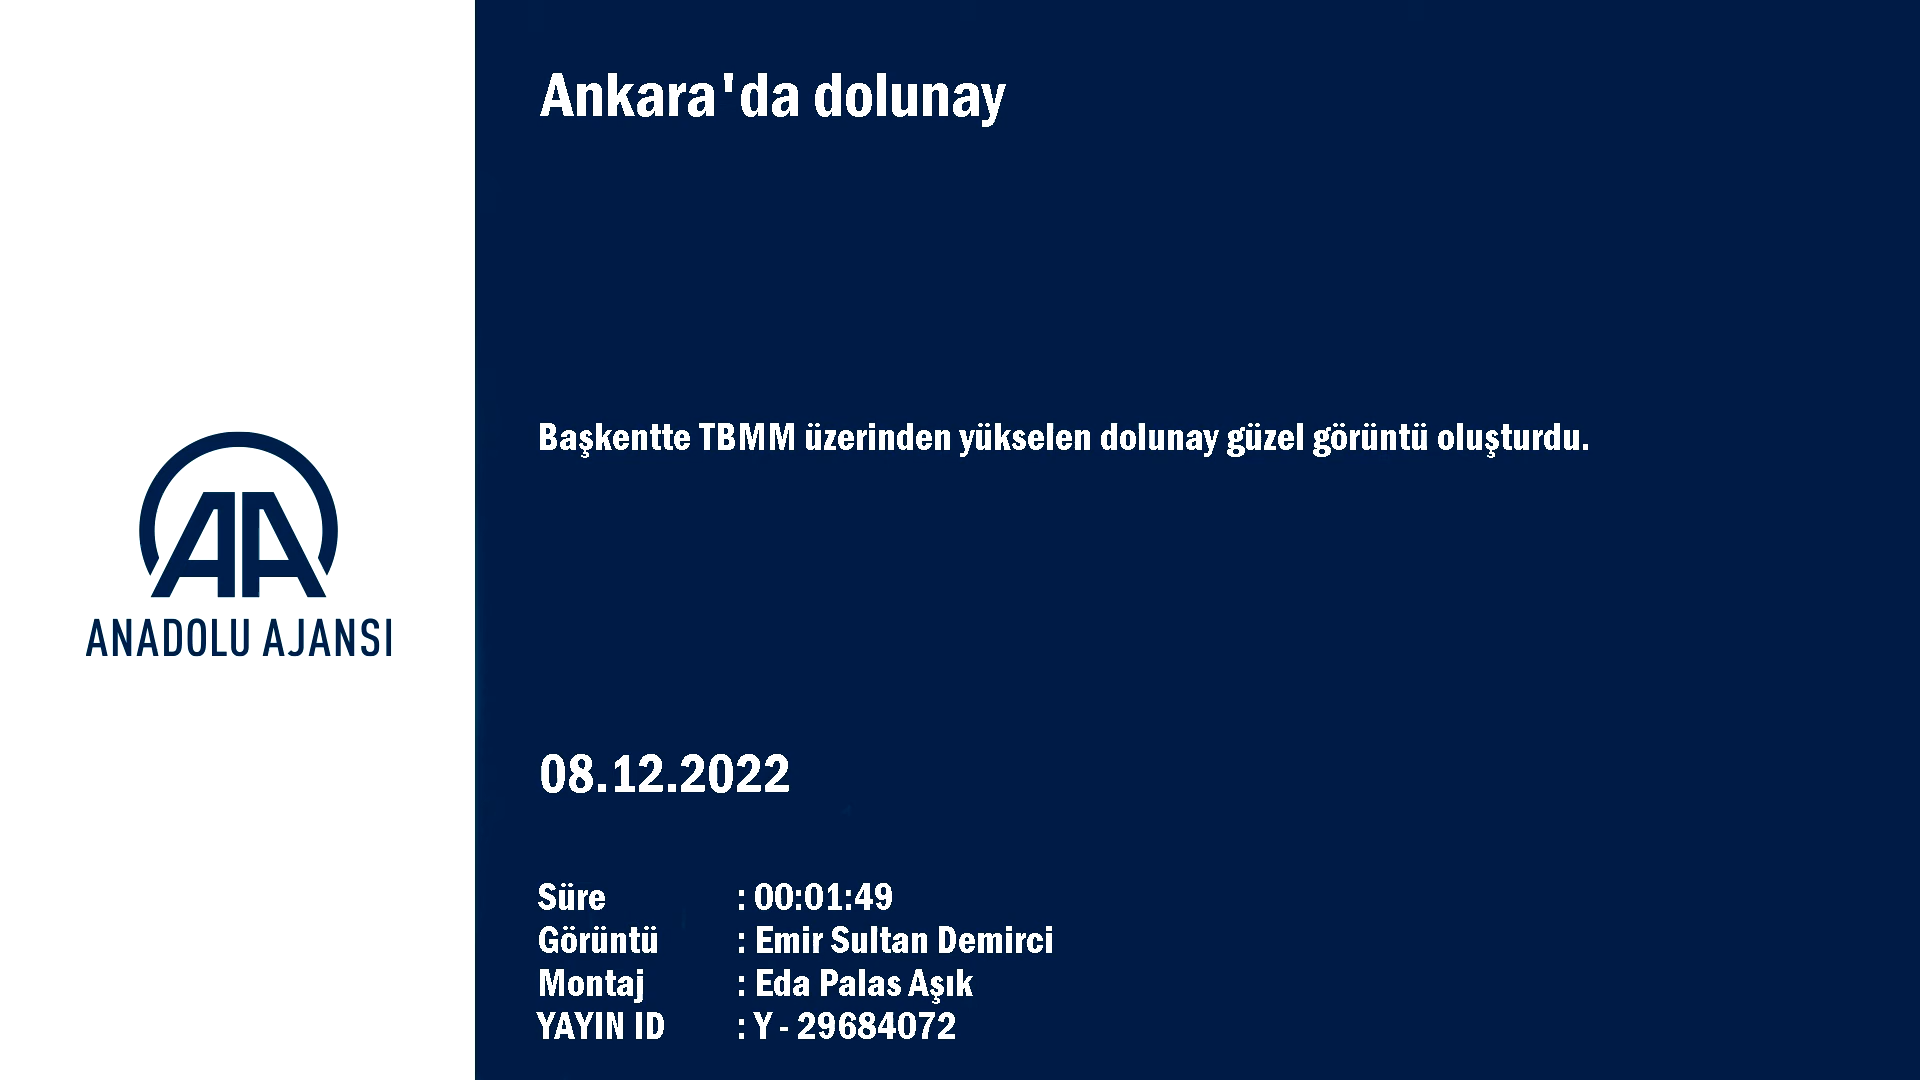 Ankara'da dolunay
Başkentte TBMM üzerinden yükselen dolunay güzel görüntü oluşturdu.
AA
ANADOLU AJANSI
08.12.2022
Süre : 00:01:49
Görüntü : Emir Sultan Demirci
Montaj : Eda Palas Aşık
YAYIN ID : Y - 29684072